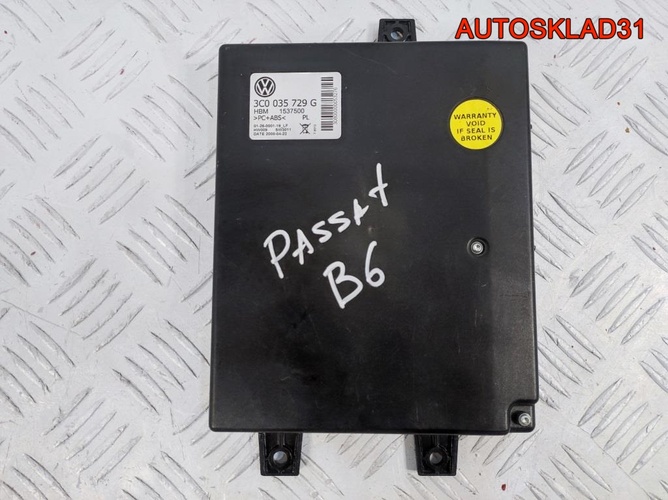 AUTOSKLAD31
3C0 035 729 G
HBM 1537500
>PC+ABS< PL
WARRANTY
VOID
IF SEAL IS
BROKEN
PASSAT
B6